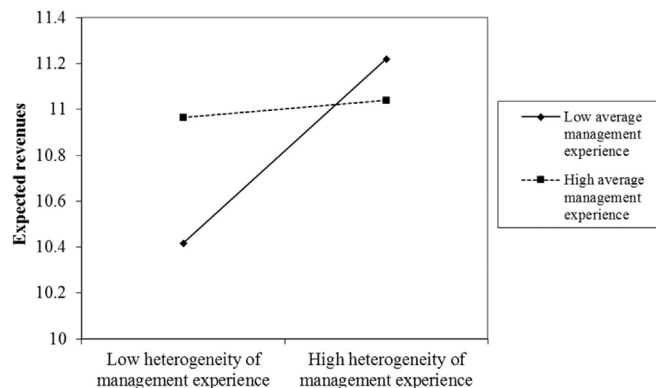 11.4
11.2
11
10.8
10.6
10.4
10.2
10
Expected revenues
Low heterogeneity of
management experience
High heterogeneity of
management experience
Low average
management
experience
High average
management
experience